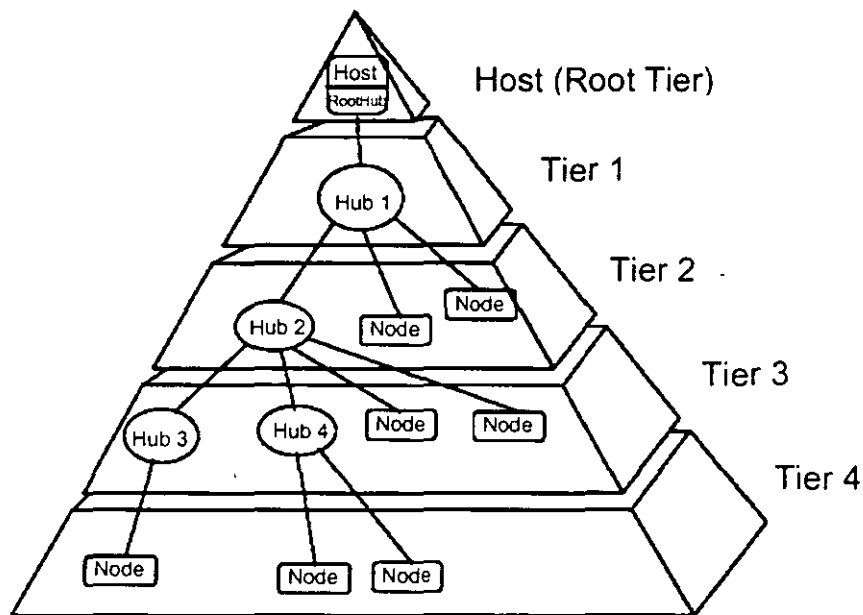 Host
RootHub
Host (Root Tier)
Hub 1
Tier 1
Hub 2
Node
Node
Tier 2
Hub 3
Hub 4
Node
Node
Tier 3
Node
Node
Node
Tier 4